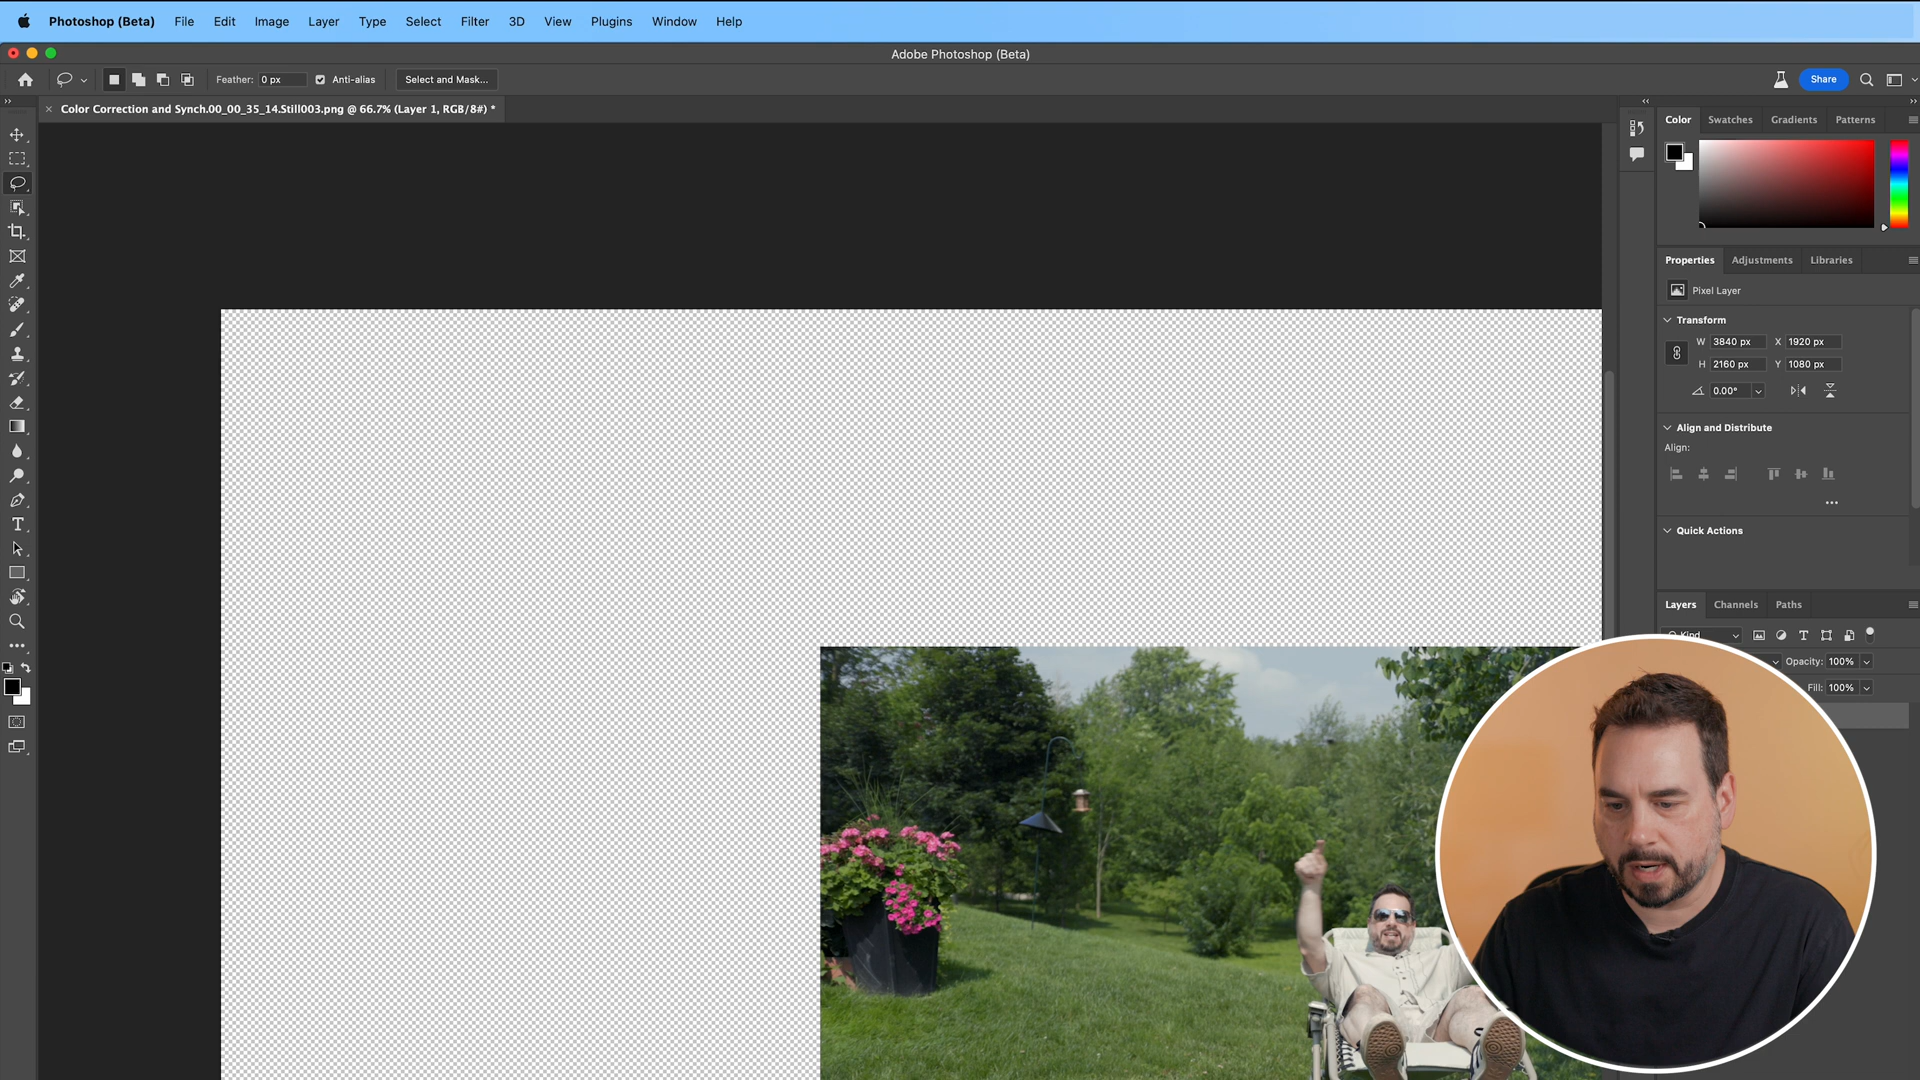 Photoshop (Beta) File Edit Image Layer Type Select Filter 3D View Plugins Window Help
Adobe Photoshop (Beta)
Feather: 0 px Anti-alias Select and Mask... Share
Color Correction and Synch.00_00_35_14.Still003.png @ 66.7% (Layer 1, RGB/8#) *
Color Swatches Gradients Patterns
Properties Adjustments Libraries
Pixel Layer
Transform
W 3840 px X 1920 px
H 2160 px Y 1080 px
0.00°
Align and Distribute
Align:
Quick Actions
Layers Channels Paths
Kind
Opacity: 100%
Fill: 100%